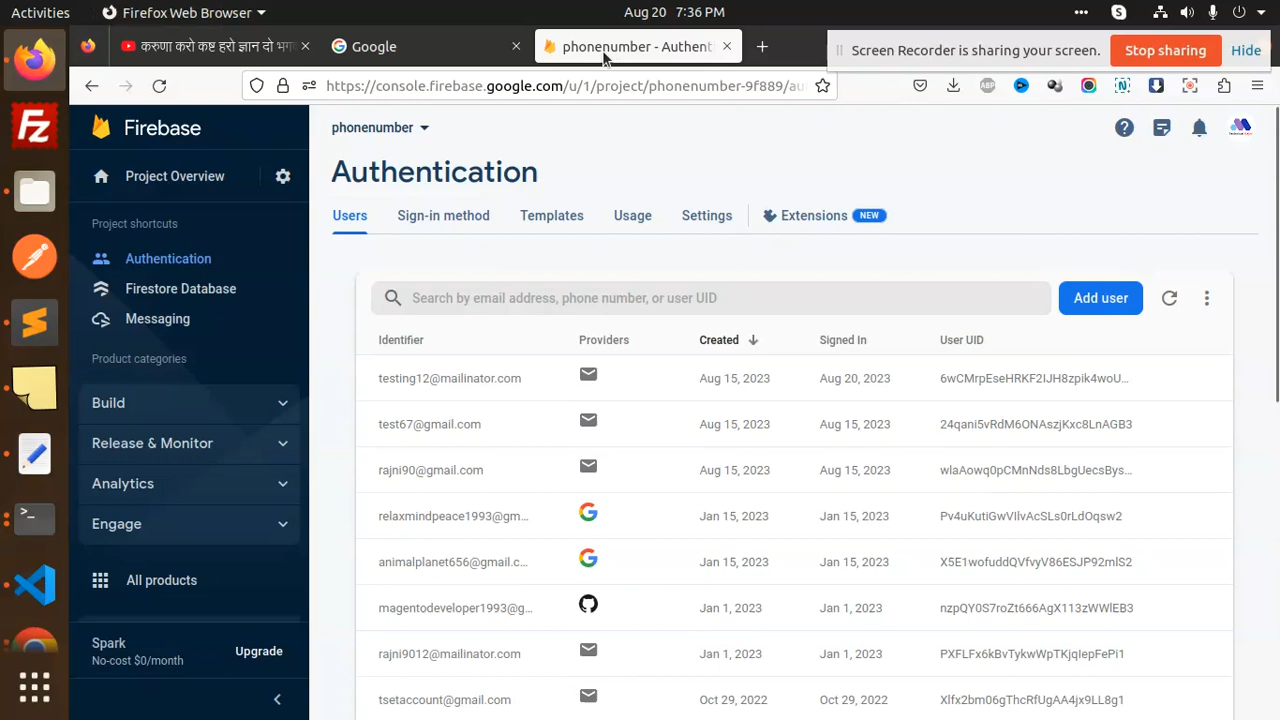 Activities
Firefox Web Browser
Aug 20 7:36 PM
करुणा करो कष्ट हरो ज्ञान दो भग
Google
phonenumber - Authent
Screen Recorder is sharing your screen.
Stop sharing
Hide
https://console.firebase.google.com/u/1/project/phonenumber-9f889/au
Firebase
phonenumber
Project Overview
Authentication
Users
Sign-in method
Templates
Usage
Settings
Extensions
NEW
Project shortcuts
Authentication
Firestore Database
Messaging
Product categories
Build
Release & Monitor
Analytics
Engage
All products
Spark
No-cost $0/month
Upgrade
Search by email address, phone number, or user UID
Add user
Identifier
Providers
Created
Signed In
User UID
testing12@mailinator.com
Aug 15, 2023
Aug 20, 2023
6wCMrpEseHRKF2IJH8zpik4woU...
test67@gmail.com
Aug 15, 2023
Aug 15, 2023
24qani5vRdM6ONAszjKxc8LnAGB3
rajni90@gmail.com
Aug 15, 2023
Aug 15, 2023
wlaAowq0pCMnNds8LbgUecsBys...
relaxmindpeace1993@gm...
Jan 15, 2023
Jan 15, 2023
Pv4uKutiGwVIlvAcSLs0rLdOqsw2
animalplanet656@gmail.c...
Jan 15, 2023
Jan 15, 2023
X5E1wofuddQVfvyV86ESJP92mlS2
magentodeveloper1993@g...
Jan 1, 2023
Jan 1, 2023
nzpQY0S7roZt666AgX113zWWlEB3
rajni9012@mailinator.com
Jan 1, 2023
Jan 1, 2023
PXFLFx6kBvTykwWpTKjqIepFePi1
tsetaccount@gmail.com
Oct 29, 2022
Oct 29, 2022
Xlfx2bm06gThcRfUgAA4jx9LL8g1